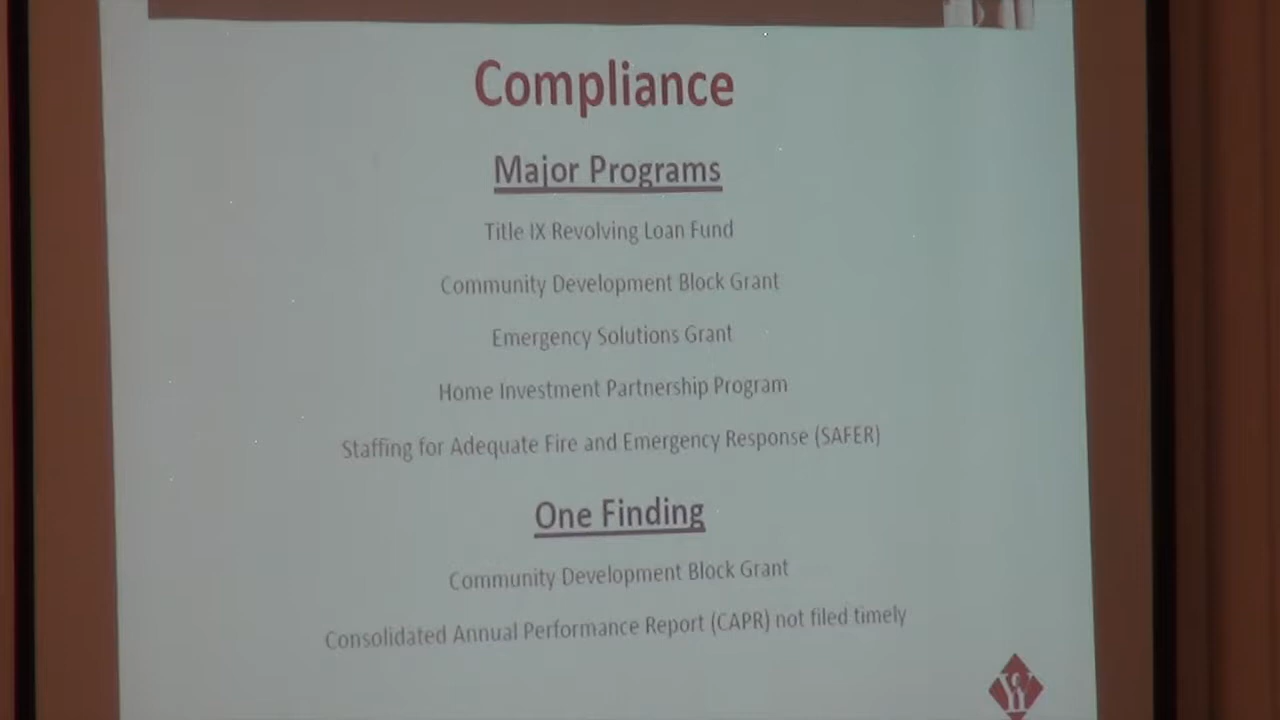 Compliance
Major Programs
Title IX Revolving Loan Fund
Community Development Block Grant
Emergency Solutions Grant
Home Investment Partnership Program
Staffing for Adequate Fire and Emergency Response (SAFER)
One Finding
Community Development Block Grant
Consolidated Annual Performance Report (CAPR) not filed timely